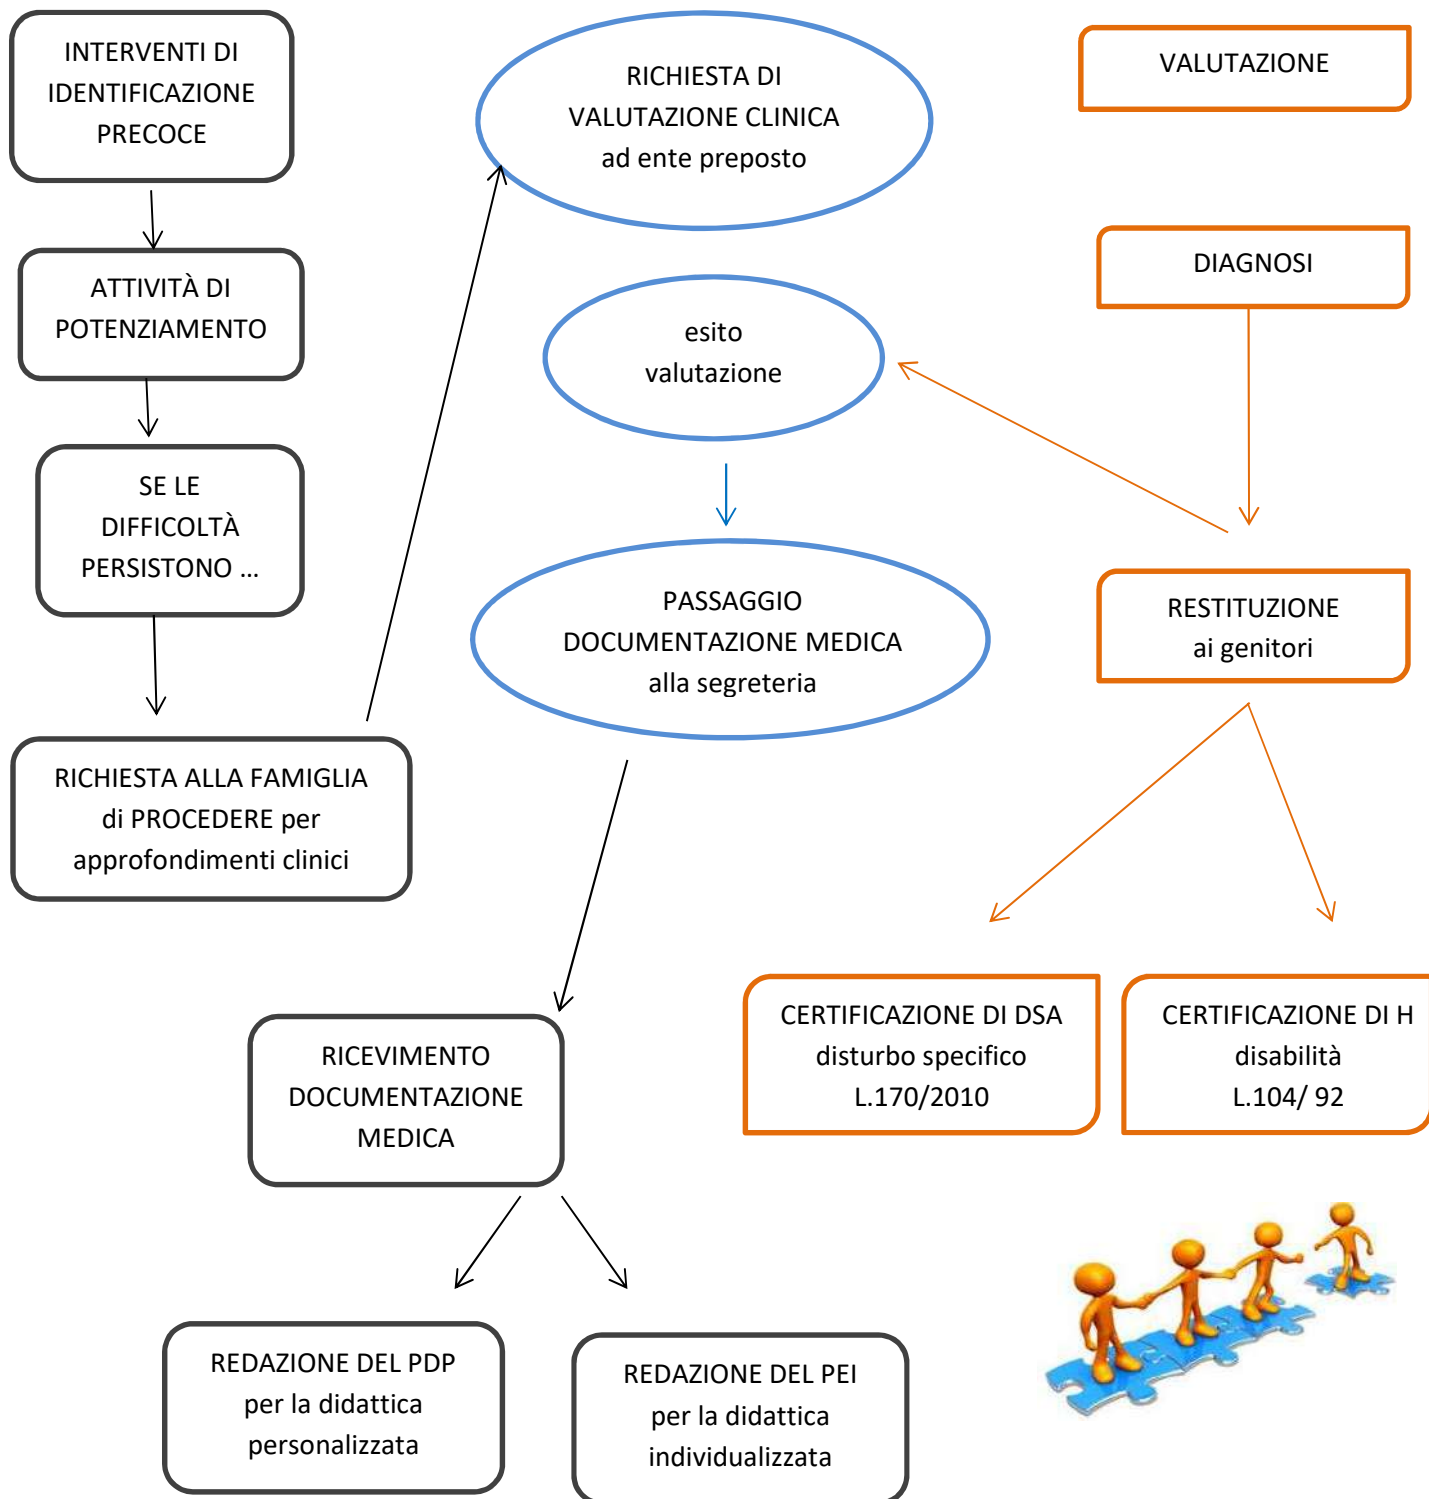 INTERVENTI DI
IDENTIFICAZIONE
PRECOCE
ATTIVITÀ DI
POTENZIAMENTO
SE LE
DIFFICOLTÀ
PERSISTONO ...
RICHIESTA ALLA FAMIGLIA
di PROCEDERE per
approfondimenti clinici
RICHIESTA DI
VALUTAZIONE CLINICA
ad ente preposto
esito
valutazione
PASSAGGIO
DOCUMENTAZIONE MEDICA
alla segreteria
VALUTAZIONE
DIAGNOSI
RESTITUZIONE
ai genitori
CERTIFICAZIONE DI DSA
disturbo specifico
L.170/2010
CERTIFICAZIONE DI H
disabilità
L.104/ 92
RICEVIMENTO
DOCUMENTAZIONE
MEDICA
REDAZIONE DEL PDP
per la didattica
personalizzata
REDAZIONE DEL PEI
per la didattica
individualizzata